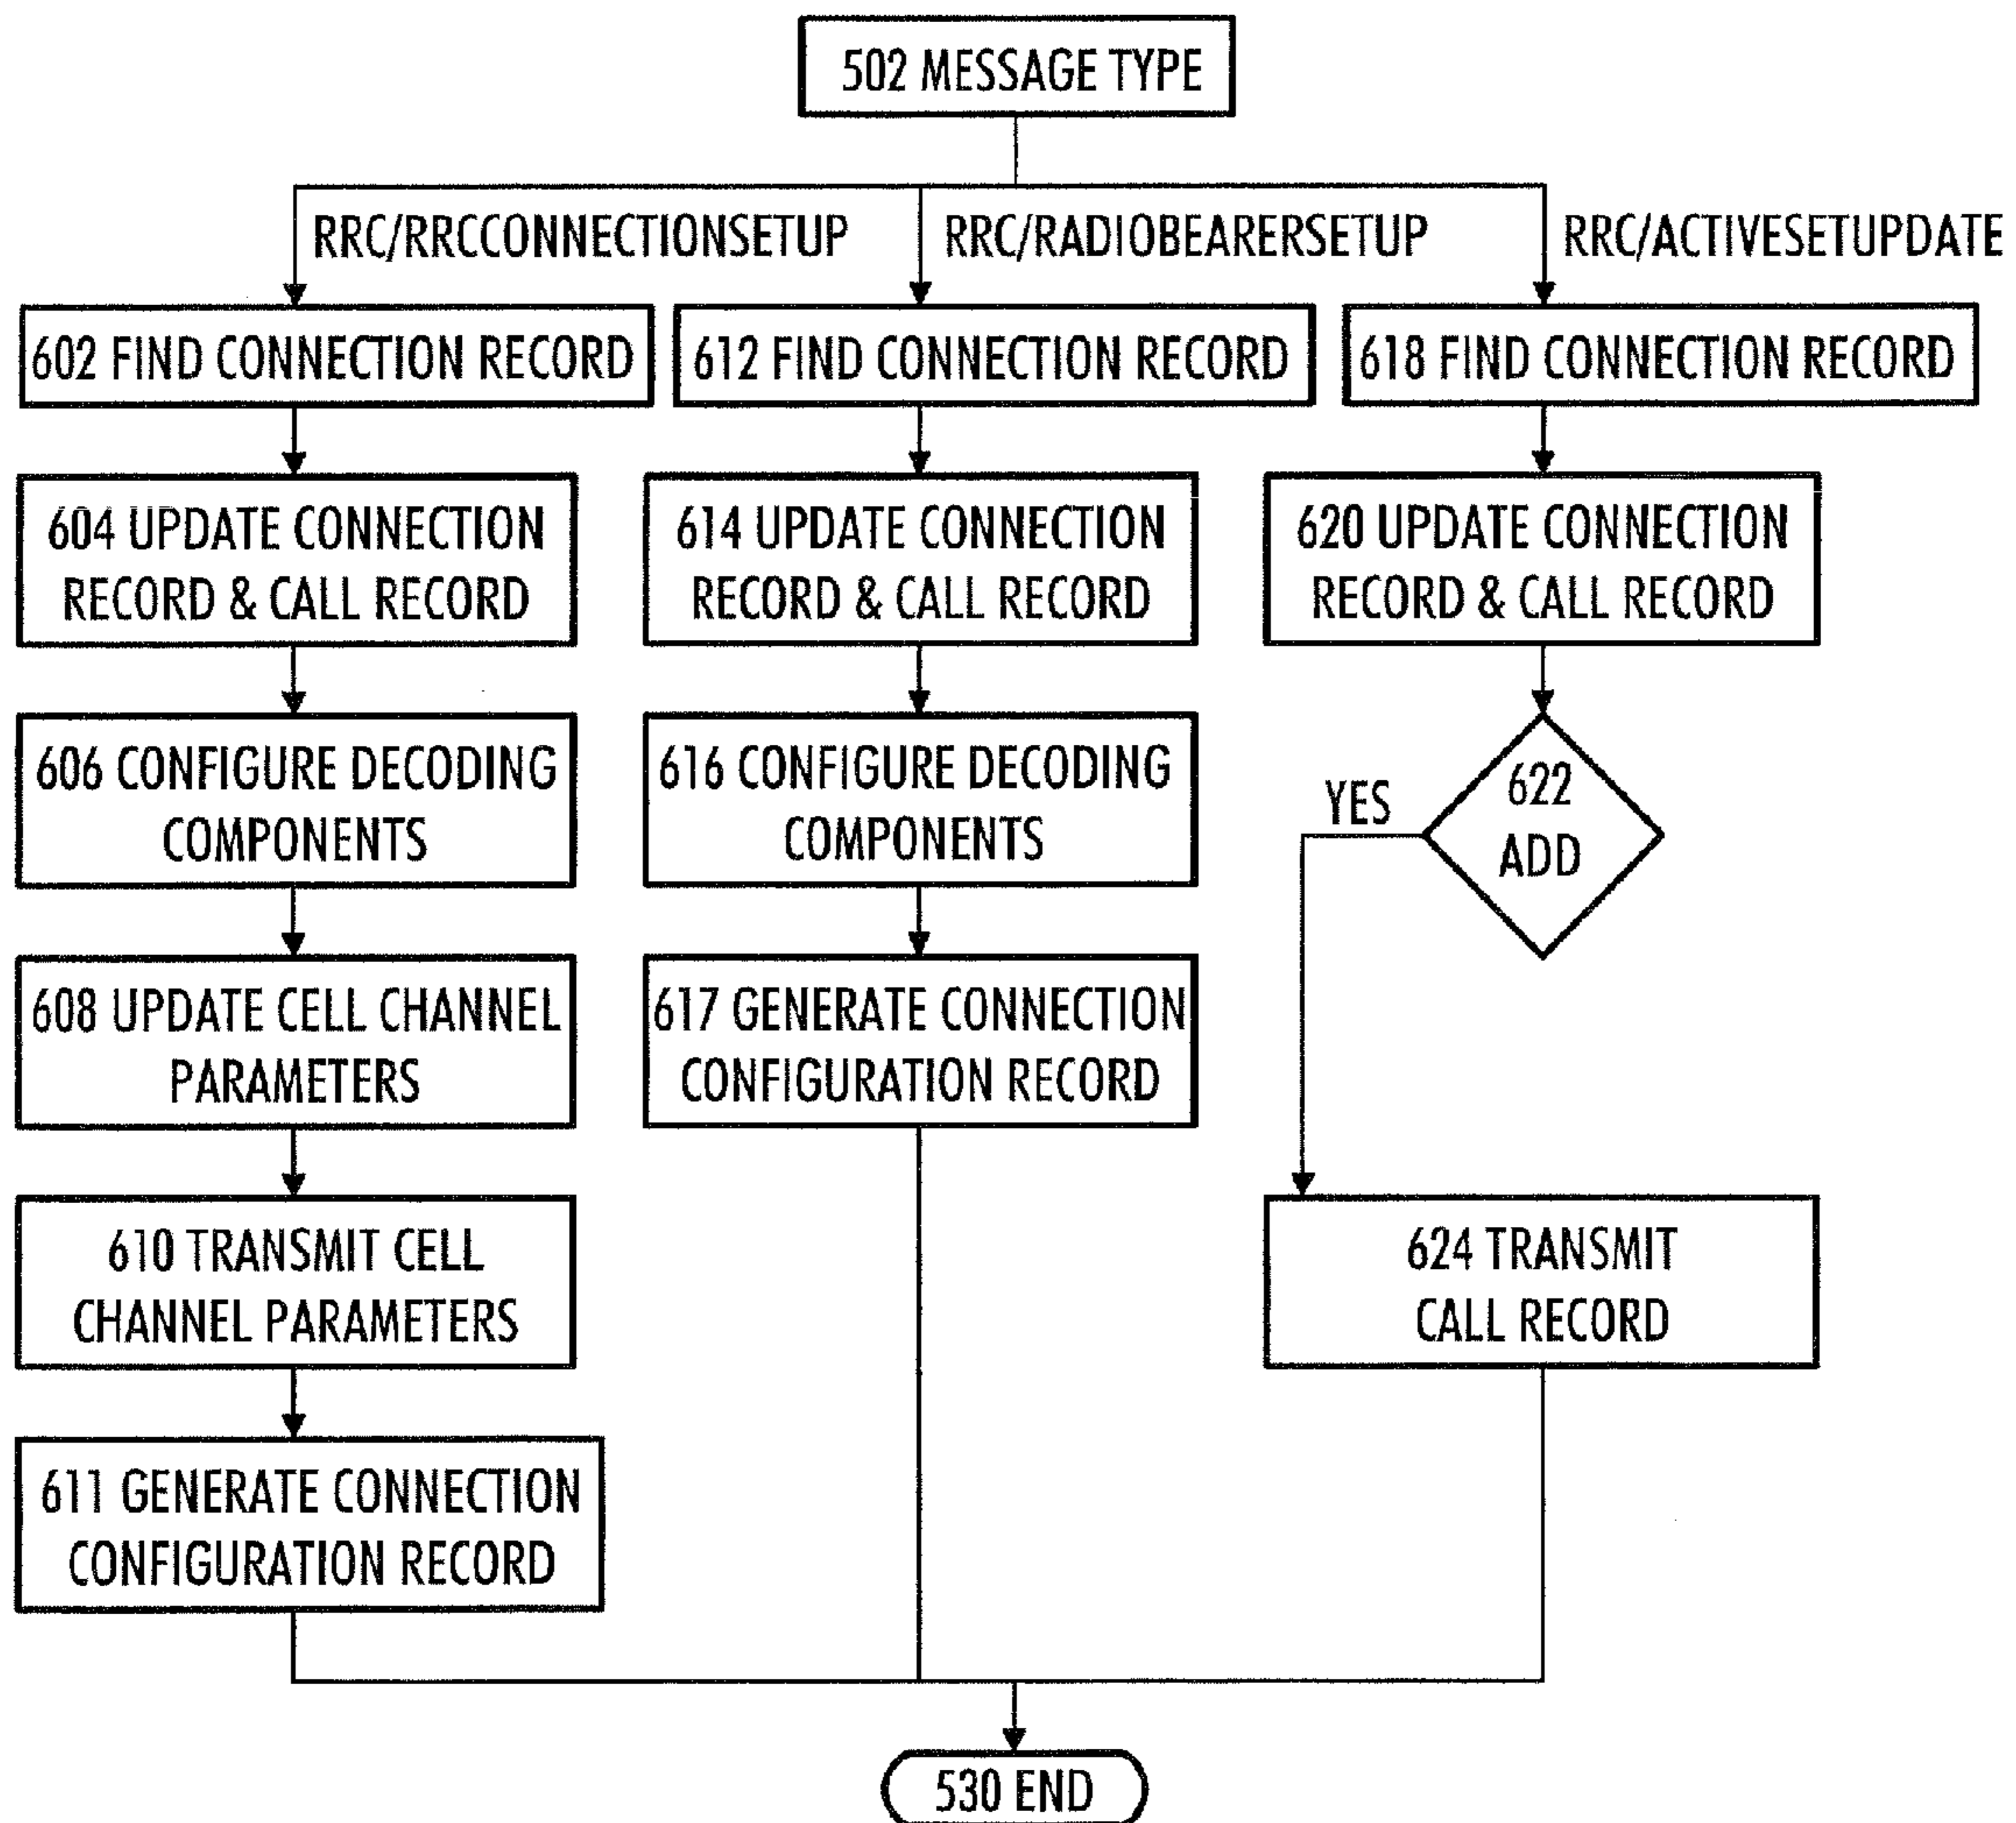 502 MESSAGE TYPE
RRC/RRCCONNECTIONSETUP
RRC/RADIOBEARERSETUP
RRC/ACTIVESETUPDATE
602 FIND CONNECTION RECORD
612 FIND CONNECTION RECORD
618 FIND CONNECTION RECORD
604 UPDATE CONNECTION
RECORD & CALL RECORD
614 UPDATE CONNECTION
RECORD & CALL RECORD
620 UPDATE CONNECTION
RECORD & CALL RECORD
606 CONFIGURE DECODING
COMPONENTS
616 CONFIGURE DECODING
COMPONENTS
YES
622
ADD
608 UPDATE CELL CHANNEL
PARAMETERS
617 GENERATE CONNECTION
CONFIGURATION RECORD
610 TRANSMIT CELL
CHANNEL PARAMETERS
624 TRANSMIT
CALL RECORD
611 GENERATE CONNECTION
CONFIGURATION RECORD
530 END